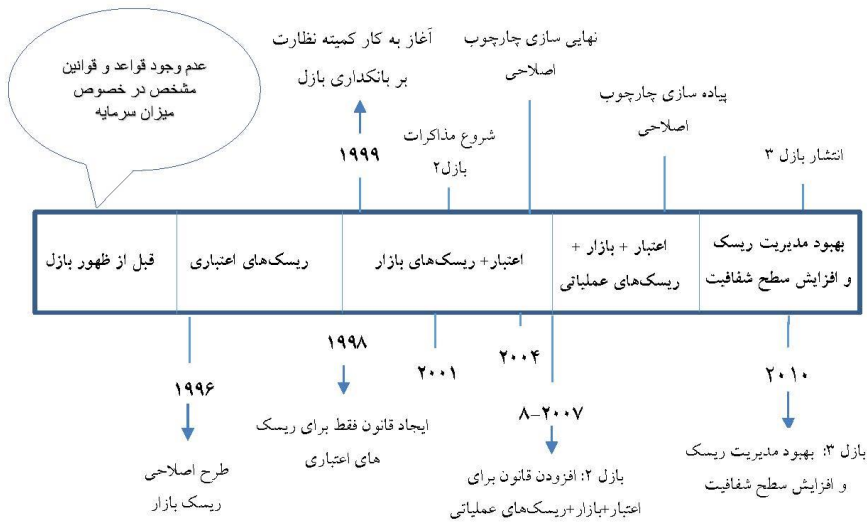 عدم وجود قواعد و قوانین
مشخص در خصوص
میزان سرمایه
آغاز به کار کمیته نظارت
بر بانکداری بازل
۱۹۹۹
شروع مذاکرات
بازل۲
نهایی سازی چارچوب
اصلاحی
پیاده سازی چارچوب
اصلاحی
انتشار بازل ۳
قبل از ظهور بازل
ریسک‌های اعتباری
اعتبار+ ریسک‌های بازار
اعتبار + بازار +
ریسک‌های عملیاتی
بهبود مدیریت ریسک
و افزایش سطح شفافیت
۱۹۹۶
طرح اصلاحی
ریسک بازار
۱۹۹۸
ایجاد قانون فقط برای ریسک
های اعتباری
۲۰۰۱
۲۰۰۴
۲۰۰۷–۸
بازل ۲: افزودن قانون برای
اعتبار+بازار+ریسک‌های عملیاتی
۲۰۱۰
بازل ۳: بهبود مدیریت ریسک
و افزایش سطح شفافیت